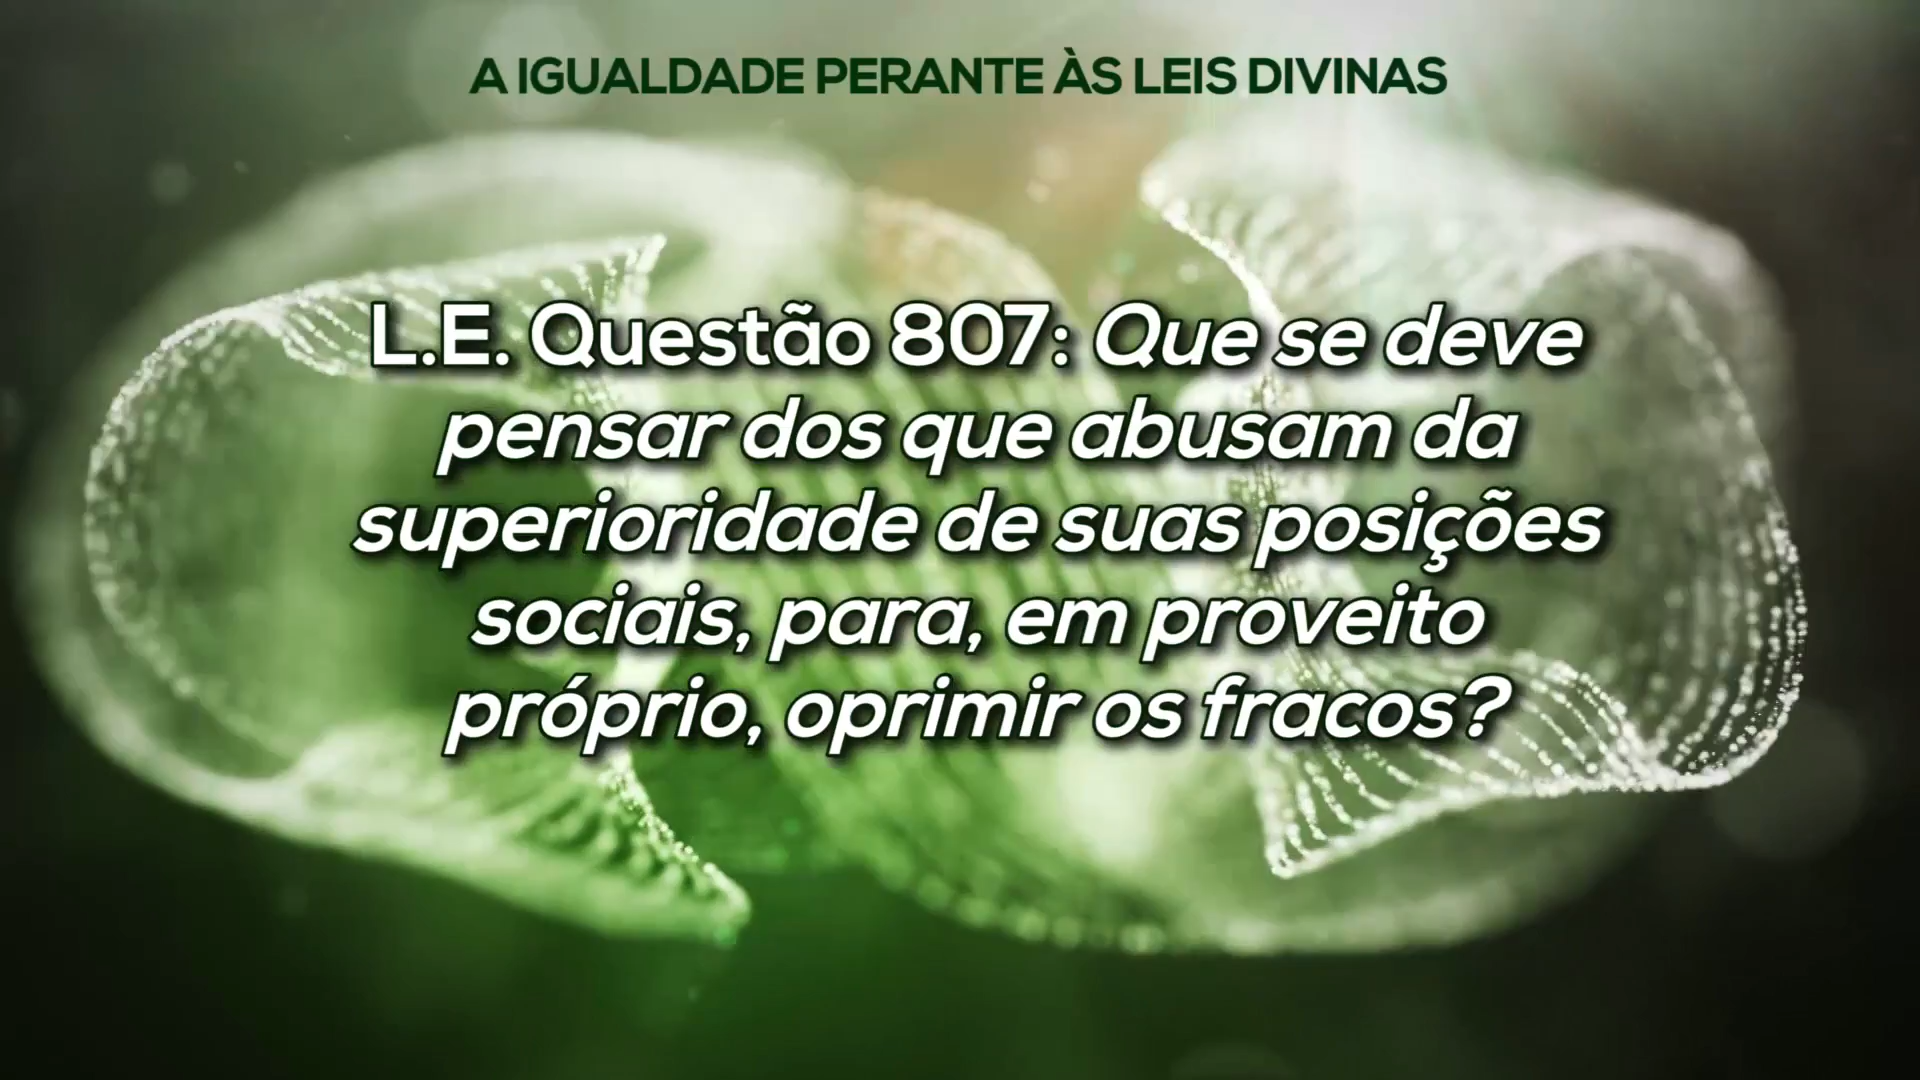 A IGUALDADE PERANTE ÀS LEIS DIVINAS
L.E. Questão 807: Que se deve
pensar dos que abusam da
superioridade de suas posições
sociais, para, em proveito
próprio, oprimir os fracos?